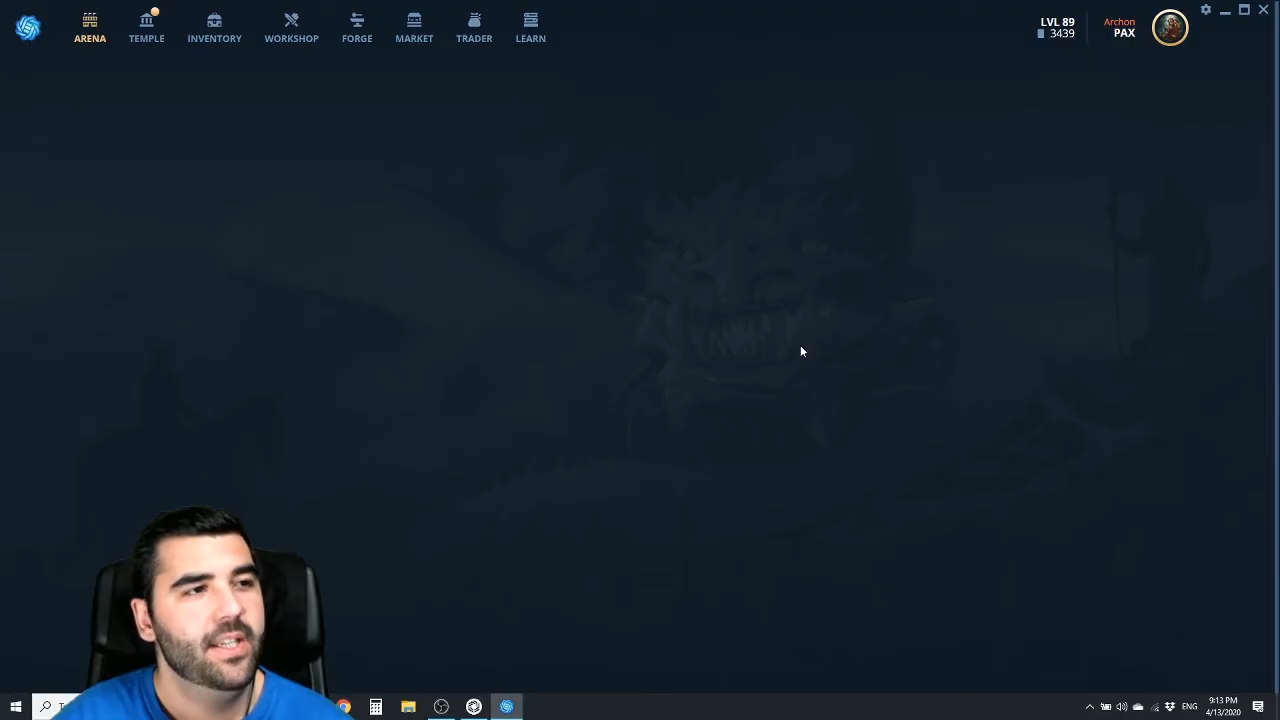 ARENA TEMPLE INVENTORY WORKSHOP FORGE MARKET TRADER LEARN
LVL 89 Archon
3439 PAX
ENG 9:13 PM
4/13/2020